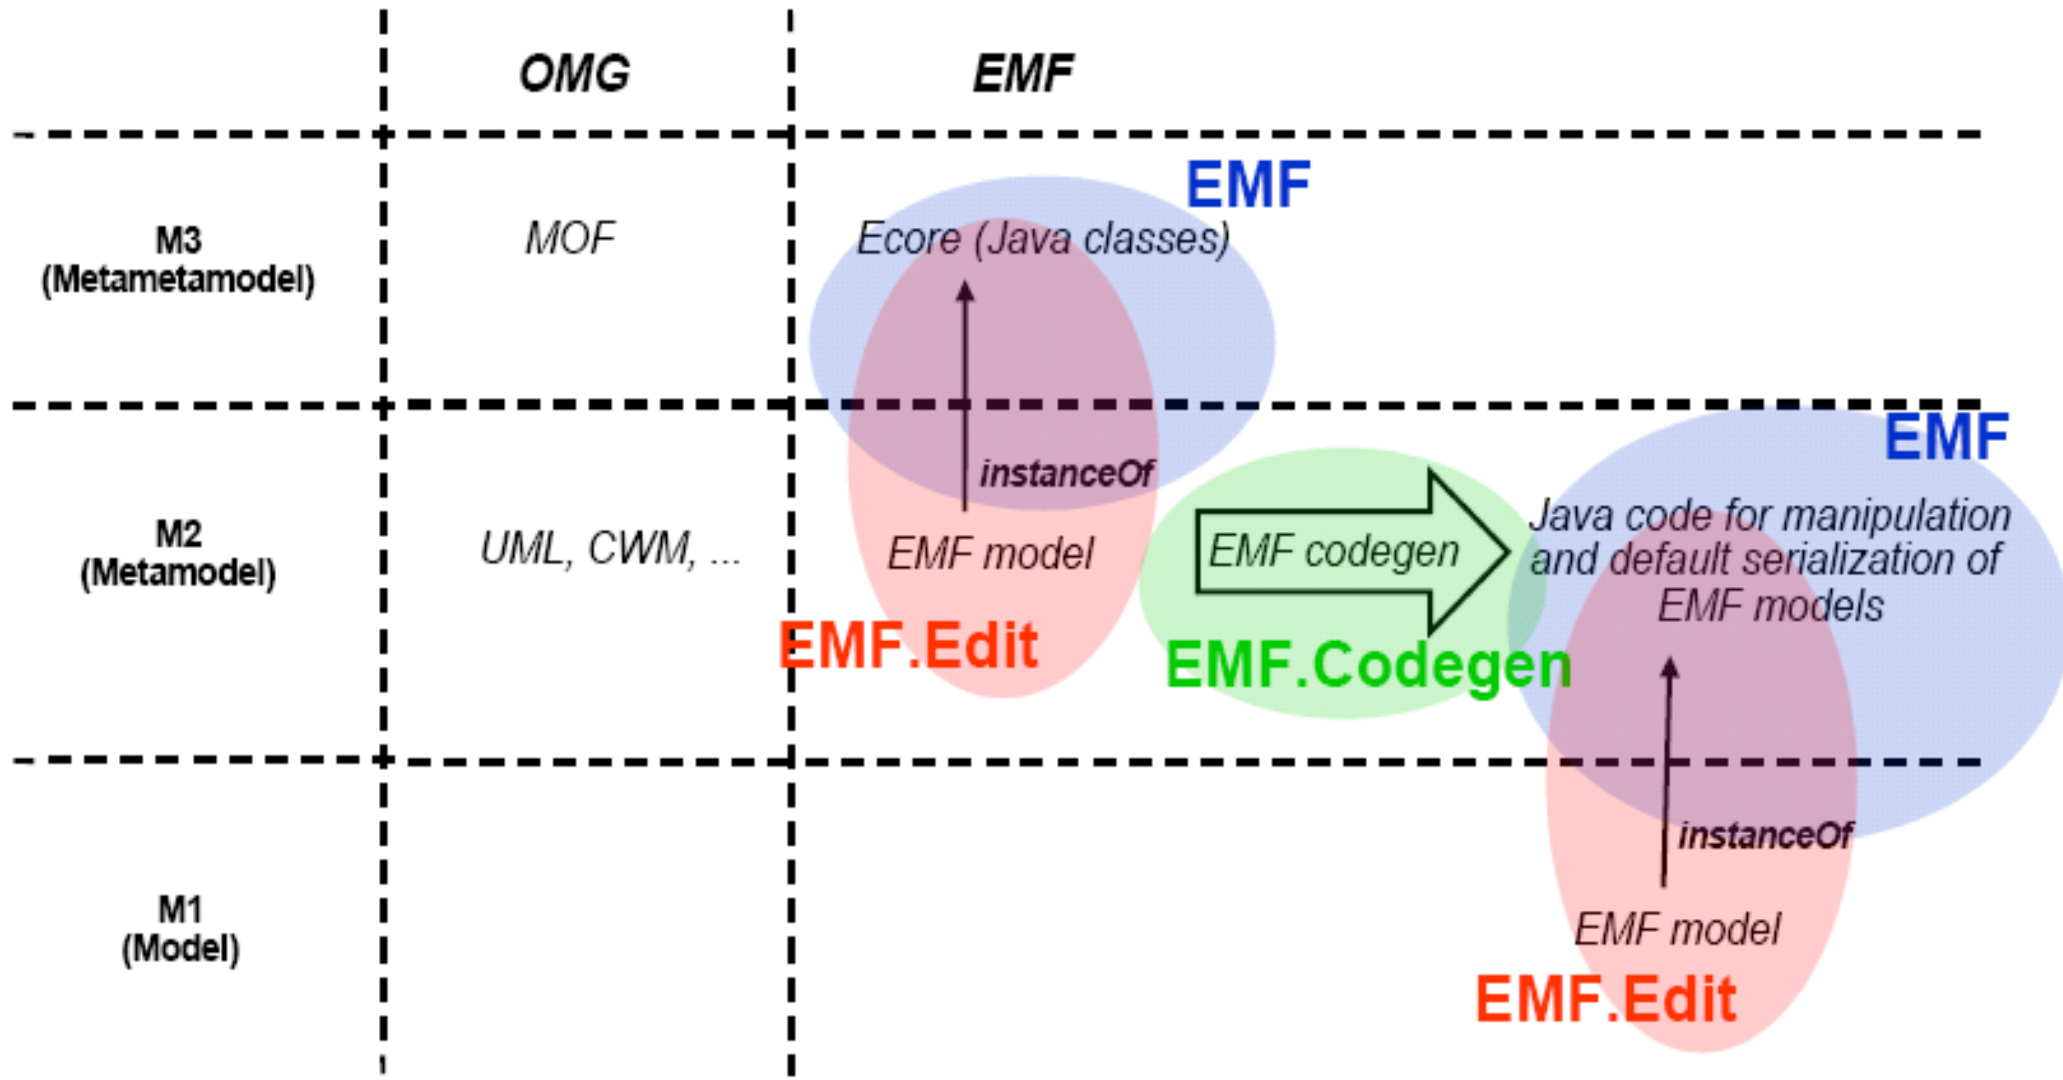 OMG
EMF
M3
(Metametamodel)
MOF
Ecore (Java classes)
EMF
instanceOf
M2
(Metamodel)
UML, CWM, ...
EMF model
EMF.Edit
EMF codegen
EMF.Codegen
EMF
Java code for manipulation
and default serialization of
EMF models
instanceOf
M1
(Model)
EMF model
EMF.Edit